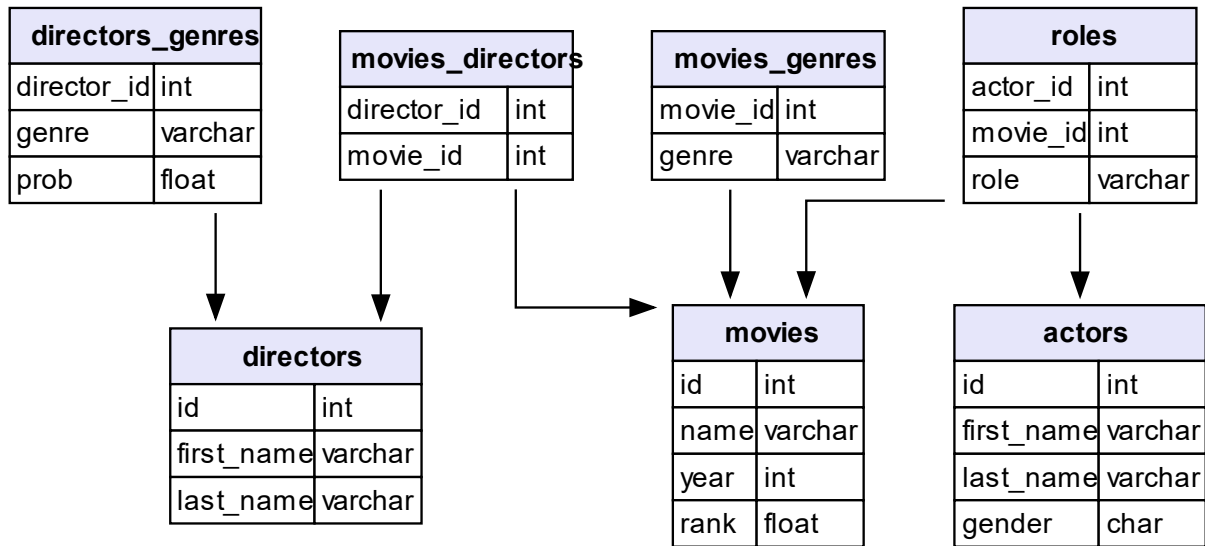 directors_genres
director_id int
genre varchar
prob float
movies_directors
director_id int
movie_id int
movies_genres
movie_id int
genre varchar
roles
actor_id int
movie_id int
role varchar
directors
id int
first_name varchar
last_name varchar
movies
id int
name varchar
year int
rank float
actors
id int
first_name varchar
last_name varchar
gender char